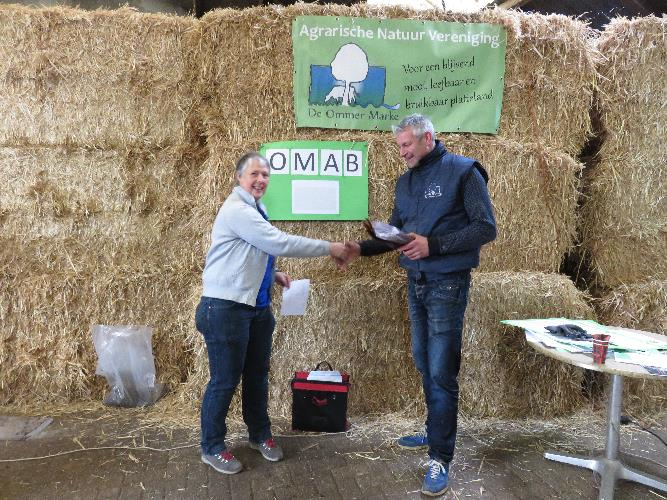 Agrarische Natuur Vereniging
Voor een blijvend
mooi, leefbaar en
bruikbaar platteland
De Ommer Marke
OMAB